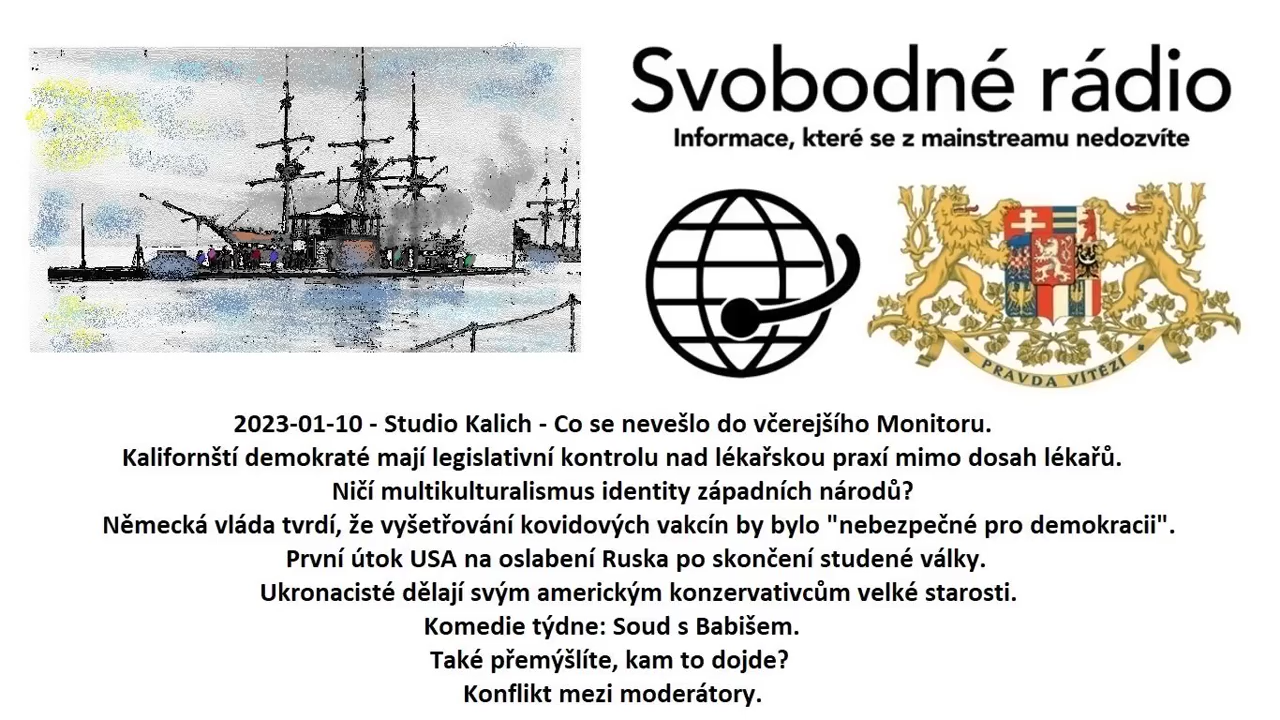 Svobodné rádio
Informace, které se z mainstreamu nedozvíte
PRAVDA VÍTĚZÍ
2023-01-10 - Studio Kalich - Co se nevešlo do včerejšího Monitoru.
Kalifornští demokraté mají legislativní kontrolu nad lékařskou praxí mimo dosah lékařů.
Ničí multikulturalismus identity západních národů?
Německá vláda tvrdí, že vyšetřování kovidových vakcín by bylo "nebezpečné pro demokracii".
První útok USA na oslabení Ruska po skončení studené války.
Ukronacisté dělají svým americkým konzervativcům velké starosti.
Komedie týdne: Soud s Babišem.
Také přemýšlíte, kam to dojde?
Konflikt mezi moderátory.